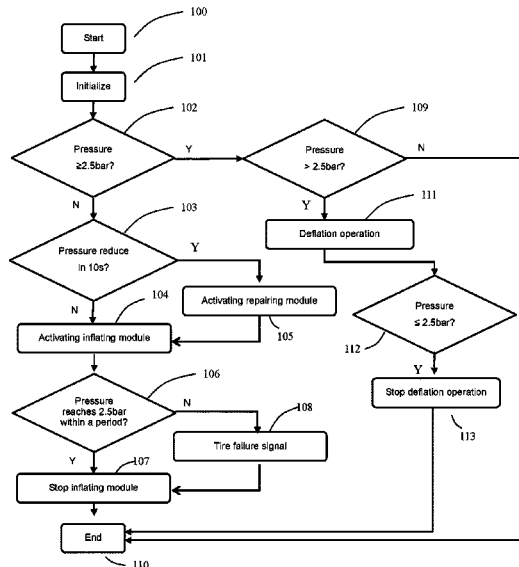 Start
100
Initialize
101
Pressure
≥2.5bar?
102
Y
N
Pressure
> 2.5bar?
109
N
Y
Pressure reduce
in 10s?
103
Y
N
Deflation operation
111
Activating repairing module
105
Activating inflating module
104
Pressure
≤ 2.5bar?
112
Y
Pressure
reaches 2.5bar
within a period?
106
N
Y
Tire failure signal
108
Stop deflation operation
113
Stop inflating module
107
End
110